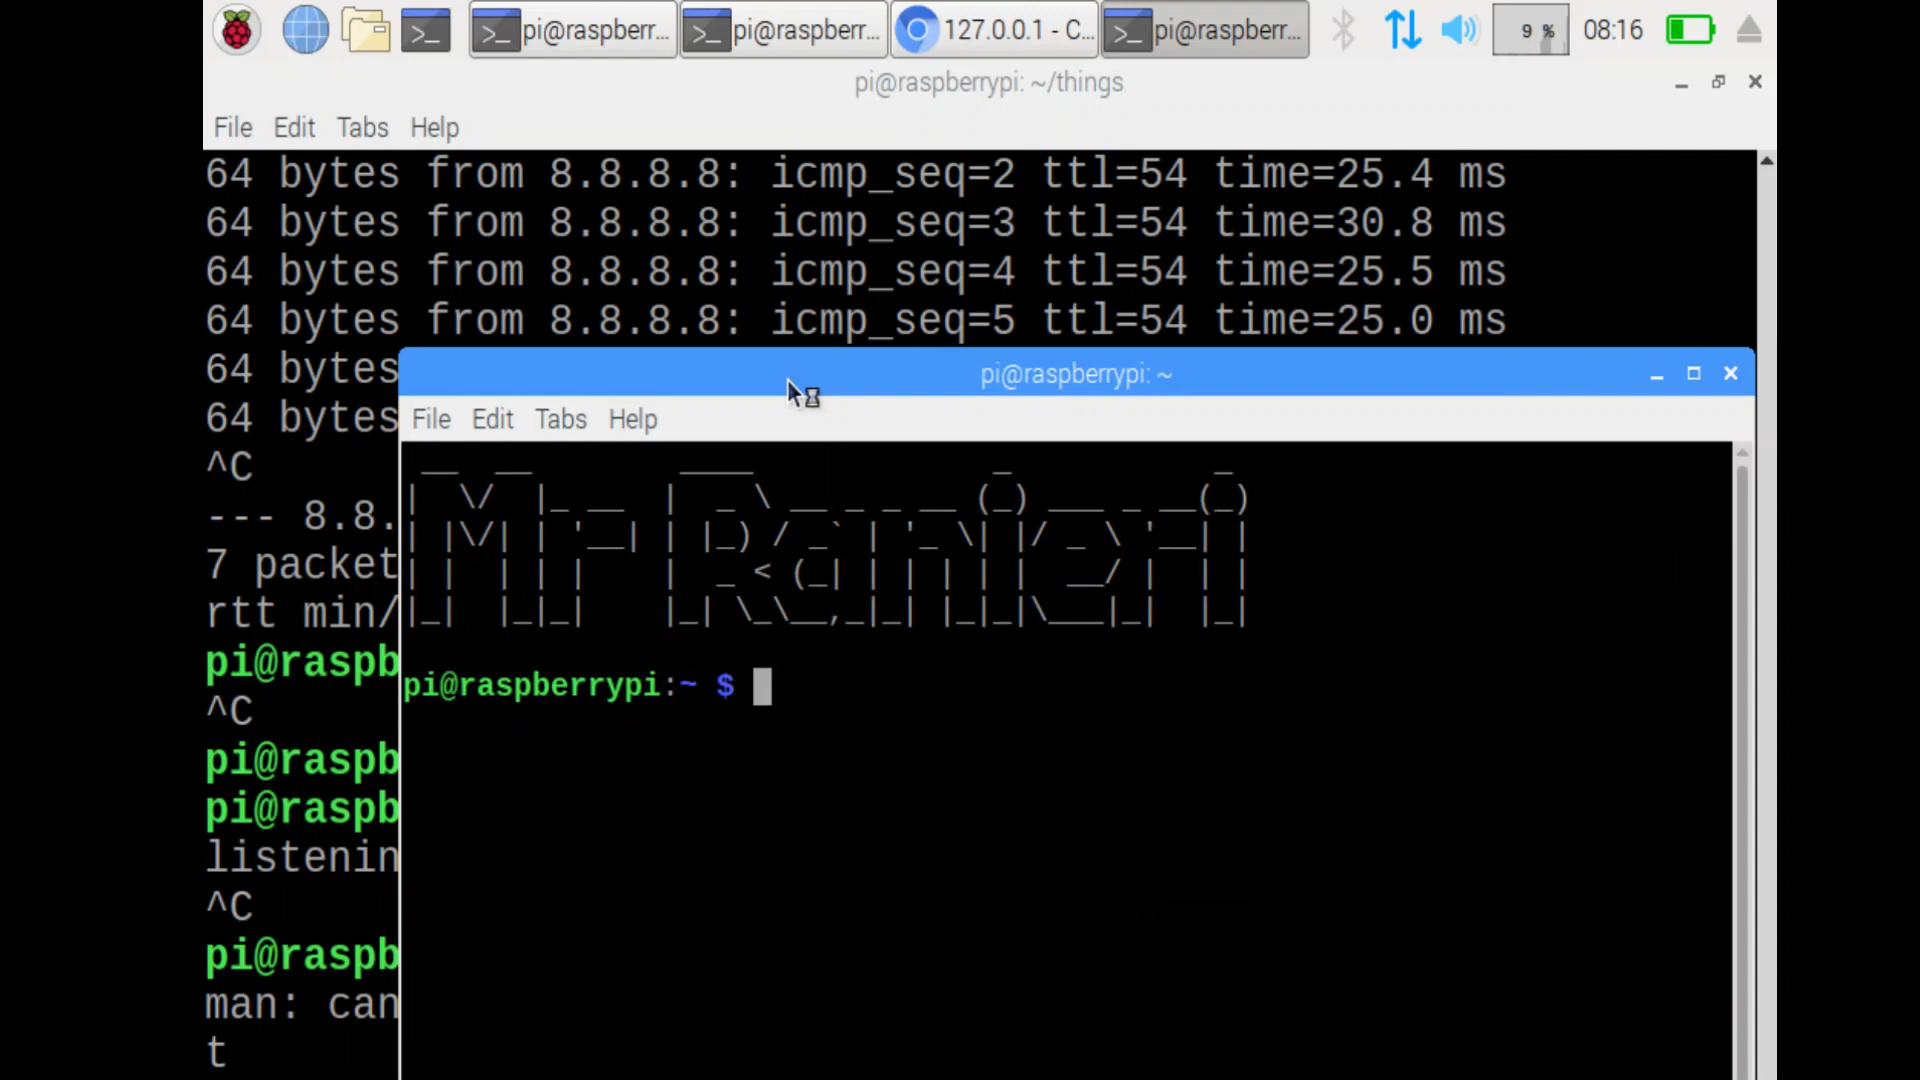 pi@raspberr...
pi@raspberr...
127.0.0.1 - C...
pi@raspberr...
9 %
08:16
pi@raspberrypi: ~/things
File Edit Tabs Help
64 bytes from 8.8.8.8: icmp_seq=2 ttl=54 time=25.4 ms
64 bytes from 8.8.8.8: icmp_seq=3 ttl=54 time=30.8 ms
64 bytes from 8.8.8.8: icmp_seq=4 ttl=54 time=25.5 ms
64 bytes from 8.8.8.8: icmp_seq=5 ttl=54 time=25.0 ms
64 bytes
64 bytes
^C
--- 8.8.
7 packet
rtt min/
pi@raspb
^C
pi@raspb
pi@raspb
listenin
^C
pi@raspb
man: can
t
pi@raspberrypi: ~
File Edit Tabs Help
Mr Ranieri
pi@raspberrypi:~ $